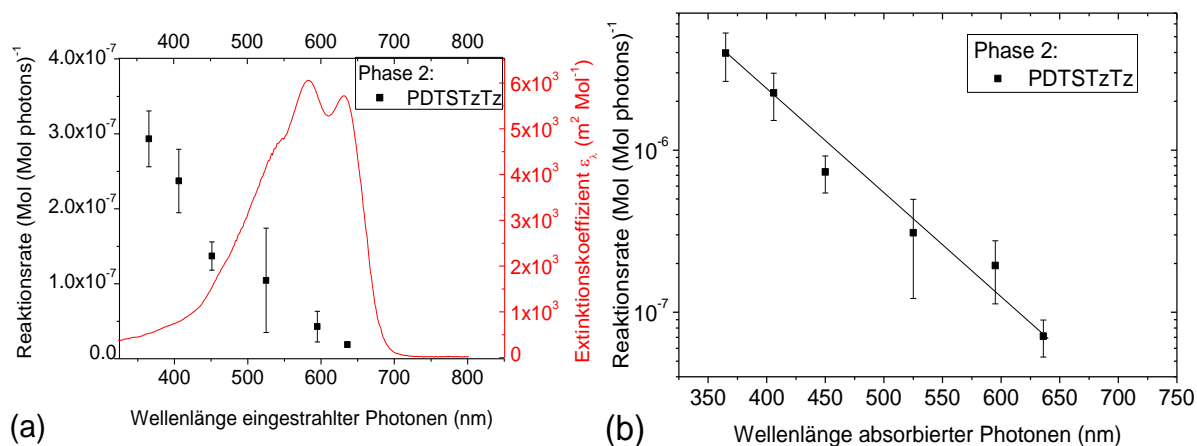 400 500 600 700 800
4.0x10⁻⁷
3.0x10⁻⁷
2.0x10⁻⁷
1.0x10⁻⁷
0.0
Reaktionsrate (Mol (Mol photons)⁻¹
Phase 2:
PDTSTzTz
6x10³
5x10³
4x10³
3x10³
2x10³
1x10³
0
Extinktionskoeffizient ε_λ (m² Mol⁻¹)
400 500 600 700 800
Wellenlänge eingestrahlter Photonen (nm)
(a)
Reaktionsrate (Mol (Mol photons)⁻¹
10⁻⁶
10⁻⁷
Phase 2:
PDTSTzTz
350 400 450 500 550 600 650 700 750
Wellenlänge absorbierter Photonen (nm)
(b)